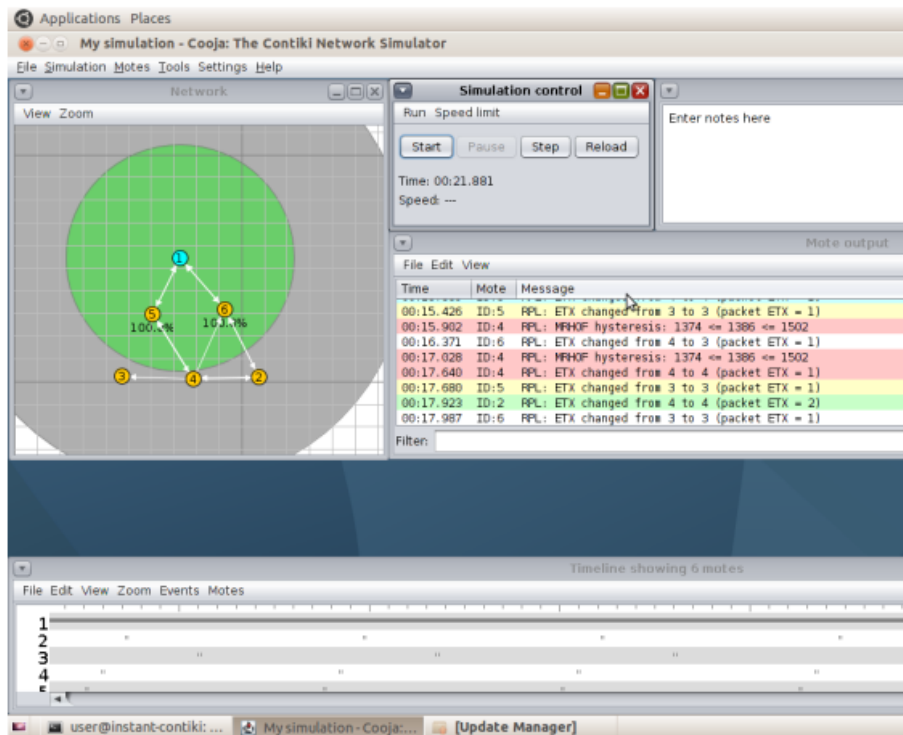 Applications Places
My simulation - Cooja: The Contiki Network Simulator
File Simulation Motes Tools Settings Help
Network
View Zoom
1
5
6
100.
3
4
2
Simulation control
Run Speed limit
Start Pause Step Reload
Time: 00:21.881
Speed: ---
Enter notes here
Mote output
File Edit View
Time Mote Message
00:15.426 ID:5 RPL: ETX changed from 3 to 3 (packet ETX = 1)
00:15.902 ID:4 RPL: MRHOF hysteresis: 1374 <= 1386 <= 1502
00:16.371 ID:6 RPL: ETX changed from 4 to 3 (packet ETX = 1)
00:17.028 ID:4 RPL: MRHOF hysteresis: 1374 <= 1386 <= 1502
00:17.640 ID:4 RPL: ETX changed from 4 to 4 (packet ETX = 1)
00:17.680 ID:5 RPL: ETX changed from 3 to 3 (packet ETX = 1)
00:17.923 ID:2 RPL: ETX changed from 4 to 4 (packet ETX = 2)
00:17.987 ID:6 RPL: ETX changed from 3 to 3 (packet ETX = 1)
Filter:
Timeline showing 6 motes
File Edit View Zoom Events Motes
1
2
3
4
5
user@instant-contiki: ... My simulation - Cooja:... [Update Manager]